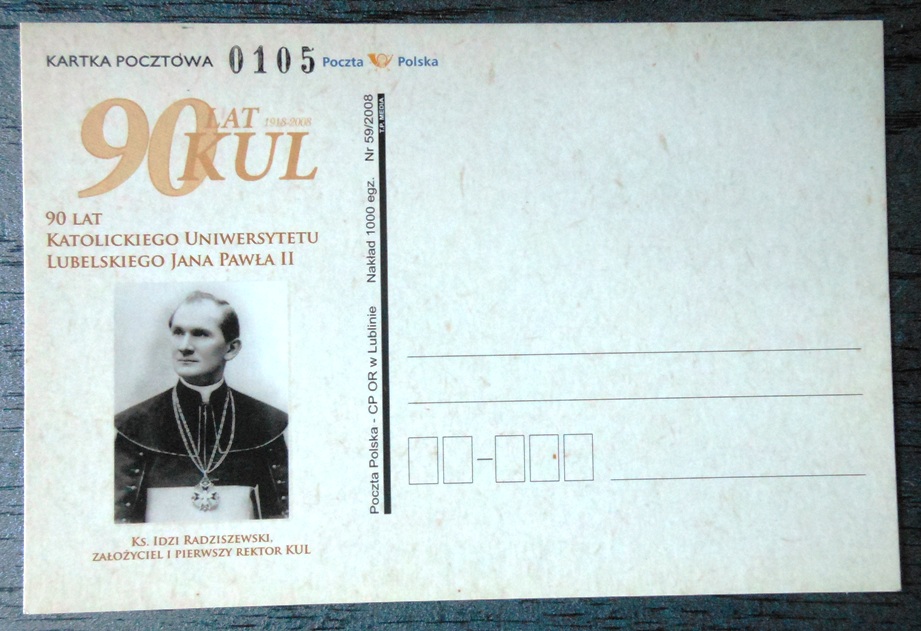 KARTKA POCZTOWA 0105 Poczta Polska
90 LAT 1918-2008
KUL
90 LAT
KATOLICKIEGO UNIWERSYTETU
LUBELSKIEGO JANA PAWŁA II
KS. IDZI RADZISZEWSKI,
ZAŁOŻYCIEL I PIERWSZY REKTOR KUL
Poczta Polska - CP OR w Lublinie Nakład 1000 egz. Nr 59/2008
T.P. MEDIA